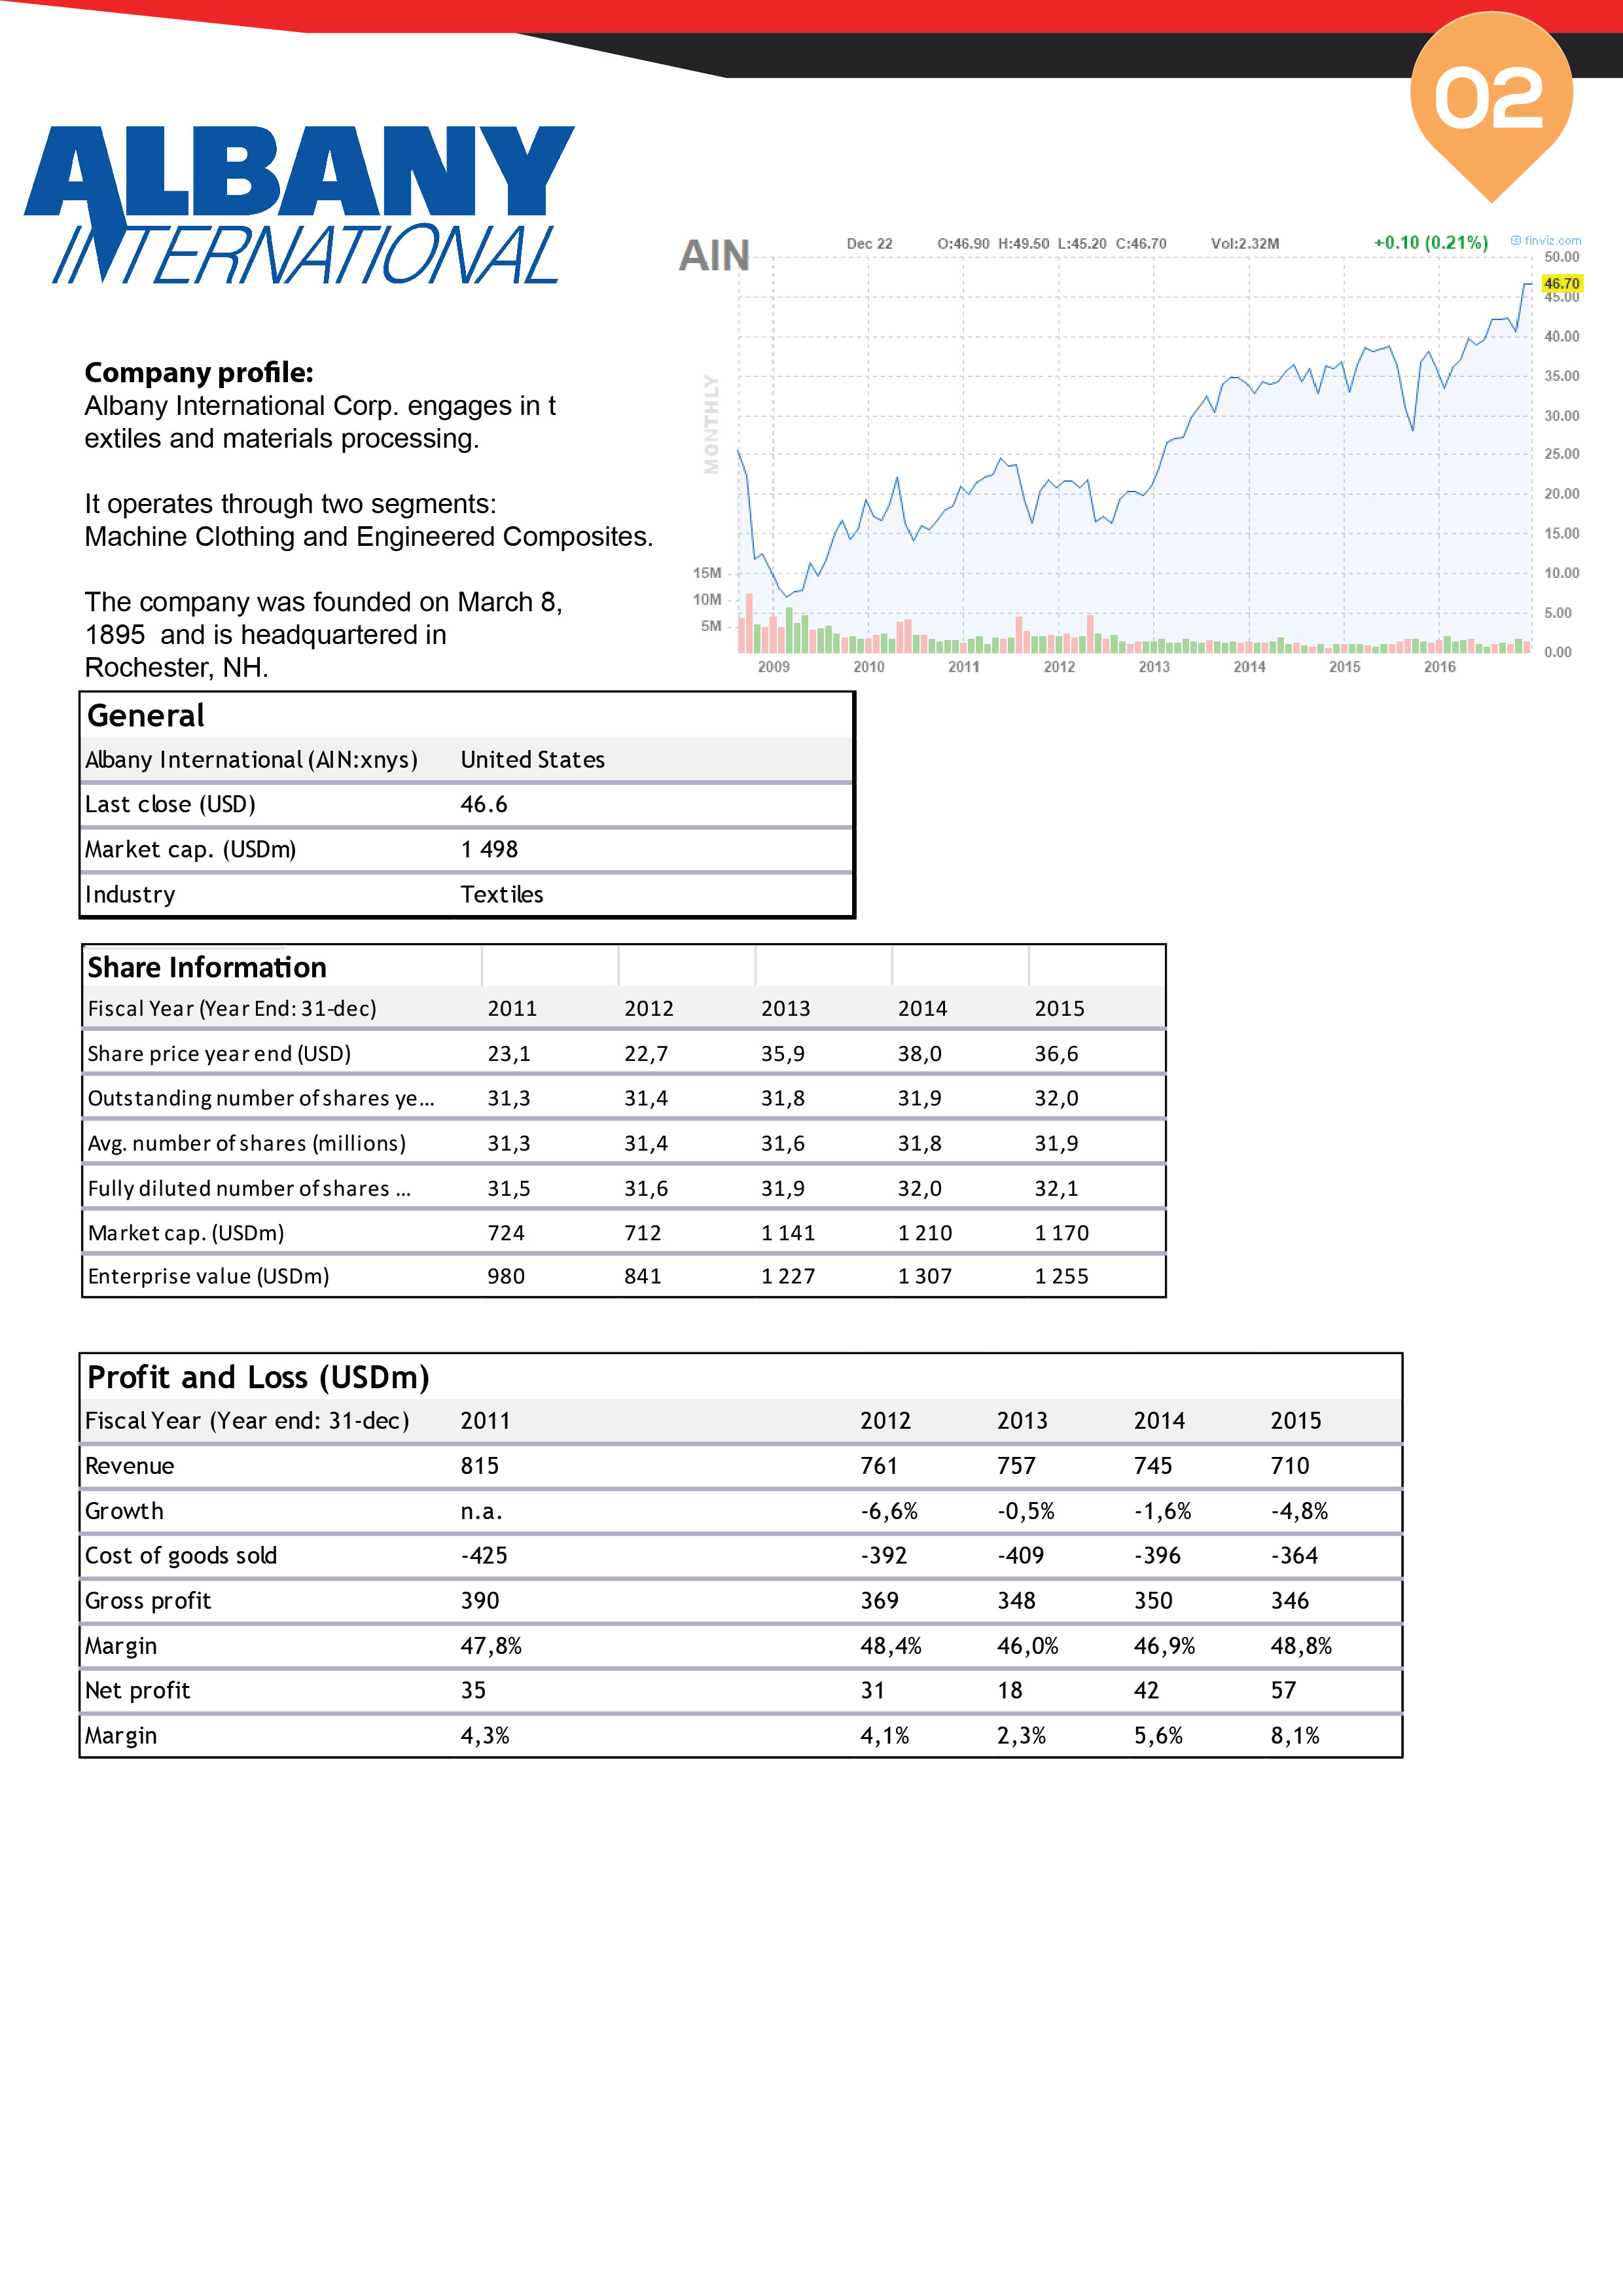 02
ALBANY
INTERNATIONAL
AIN
Dec 22 O:46.90 H:49.50 L:45.20 C:46.70 Vol:2.32M +0.10 (0.21%) © finviz.com
50.00
46.70
45.00
40.00
35.00
30.00
25.00
20.00
15.00
10.00
5.00
0.00
MONTHLY
15M
10M
5M
2009 2010 2011 2012 2013 2014 2015 2016
Company profile:
Albany International Corp. engages in t
extiles and materials processing.
It operates through two segments:
Machine Clothing and Engineered Composites.
The company was founded on March 8,
1895 and is headquartered in
Rochester, NH.
General
Albany International (AIN:xnys) United States
Last close (USD) 46.6
Market cap. (USDm) 1 498
Industry Textiles
Share Information
Fiscal Year (Year End: 31-dec) 2011 2012 2013 2014 2015
Share price year end (USD) 23,1 22,7 35,9 38,0 36,6
Outstanding number of shares ye... 31,3 31,4 31,8 31,9 32,0
Avg. number of shares (millions) 31,3 31,4 31,6 31,8 31,9
Fully diluted number of shares ... 31,5 31,6 31,9 32,0 32,1
Market cap. (USDm) 724 712 1 141 1 210 1 170
Enterprise value (USDm) 980 841 1 227 1 307 1 255
Profit and Loss (USDm)
Fiscal Year (Year end: 31-dec) 2011 2012 2013 2014 2015
Revenue 815 761 757 745 710
Growth n.a. -6,6% -0,5% -1,6% -4,8%
Cost of goods sold -425 -392 -409 -396 -364
Gross profit 390 369 348 350 346
Margin 47,8% 48,4% 46,0% 46,9% 48,8%
Net profit 35 31 18 42 57
Margin 4,3% 4,1% 2,3% 5,6% 8,1%